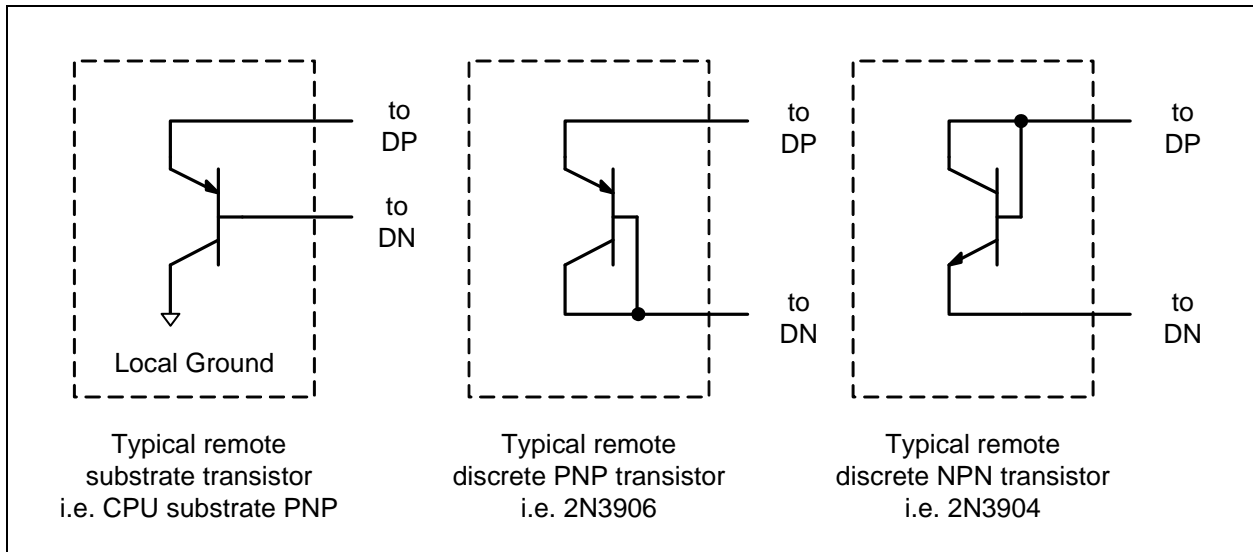 to
DP
to
DN
Local Ground
Typical remote
substrate transistor
i.e. CPU substrate PNP
to
DP
to
DN
Typical remote
discrete PNP transistor
i.e. 2N3906
to
DP
to
DN
Typical remote
discrete NPN transistor
i.e. 2N3904